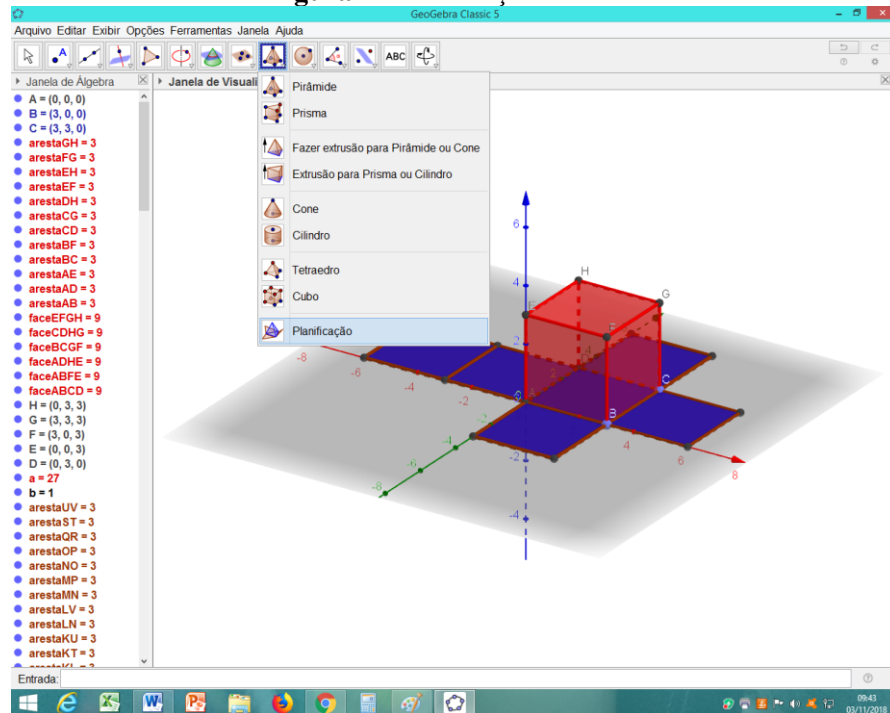 GeoGebra Classic 5
Arquivo Editar Exibir Opções Ferramentas Janela Ajuda
ABC
Janela de Álgebra
Janela de Visuali
A = (0, 0, 0)
B = (3, 0, 0)
C = (3, 3, 0)
arestaGH = 3
arestaFG = 3
arestaEH = 3
arestaEF = 3
arestaDH = 3
arestaCG = 3
arestaCD = 3
arestaBF = 3
arestaBC = 3
arestaAE = 3
arestaAD = 3
arestaAB = 3
faceEFGH = 9
faceCDHG = 9
faceBCGF = 9
faceADHE = 9
faceABFE = 9
faceABCD = 9
H = (0, 3, 3)
G = (3, 3, 3)
F = (3, 0, 3)
E = (0, 0, 3)
D = (0, 3, 0)
a = 27
b = 1
arestaUV = 3
arestaST = 3
arestaQR = 3
arestaOP = 3
arestaNO = 3
arestaMP = 3
arestaLV = 3
arestaLN = 3
arestaKU = 3
arestaKT = 3
Pirâmide
Prisma
Fazer extrusão para Pirâmide ou Cone
Extrusão para Prisma ou Cilindro
Cone
Cilindro
Tetraedro
Cubo
Planificação
6
4
H
G
E
F
2
-8
-6
-4
-2
2
4
0
A
C
B
-2
-4
-6
-8
4
6
8
-2
-4
Entrada:
09:43
03/11/2018